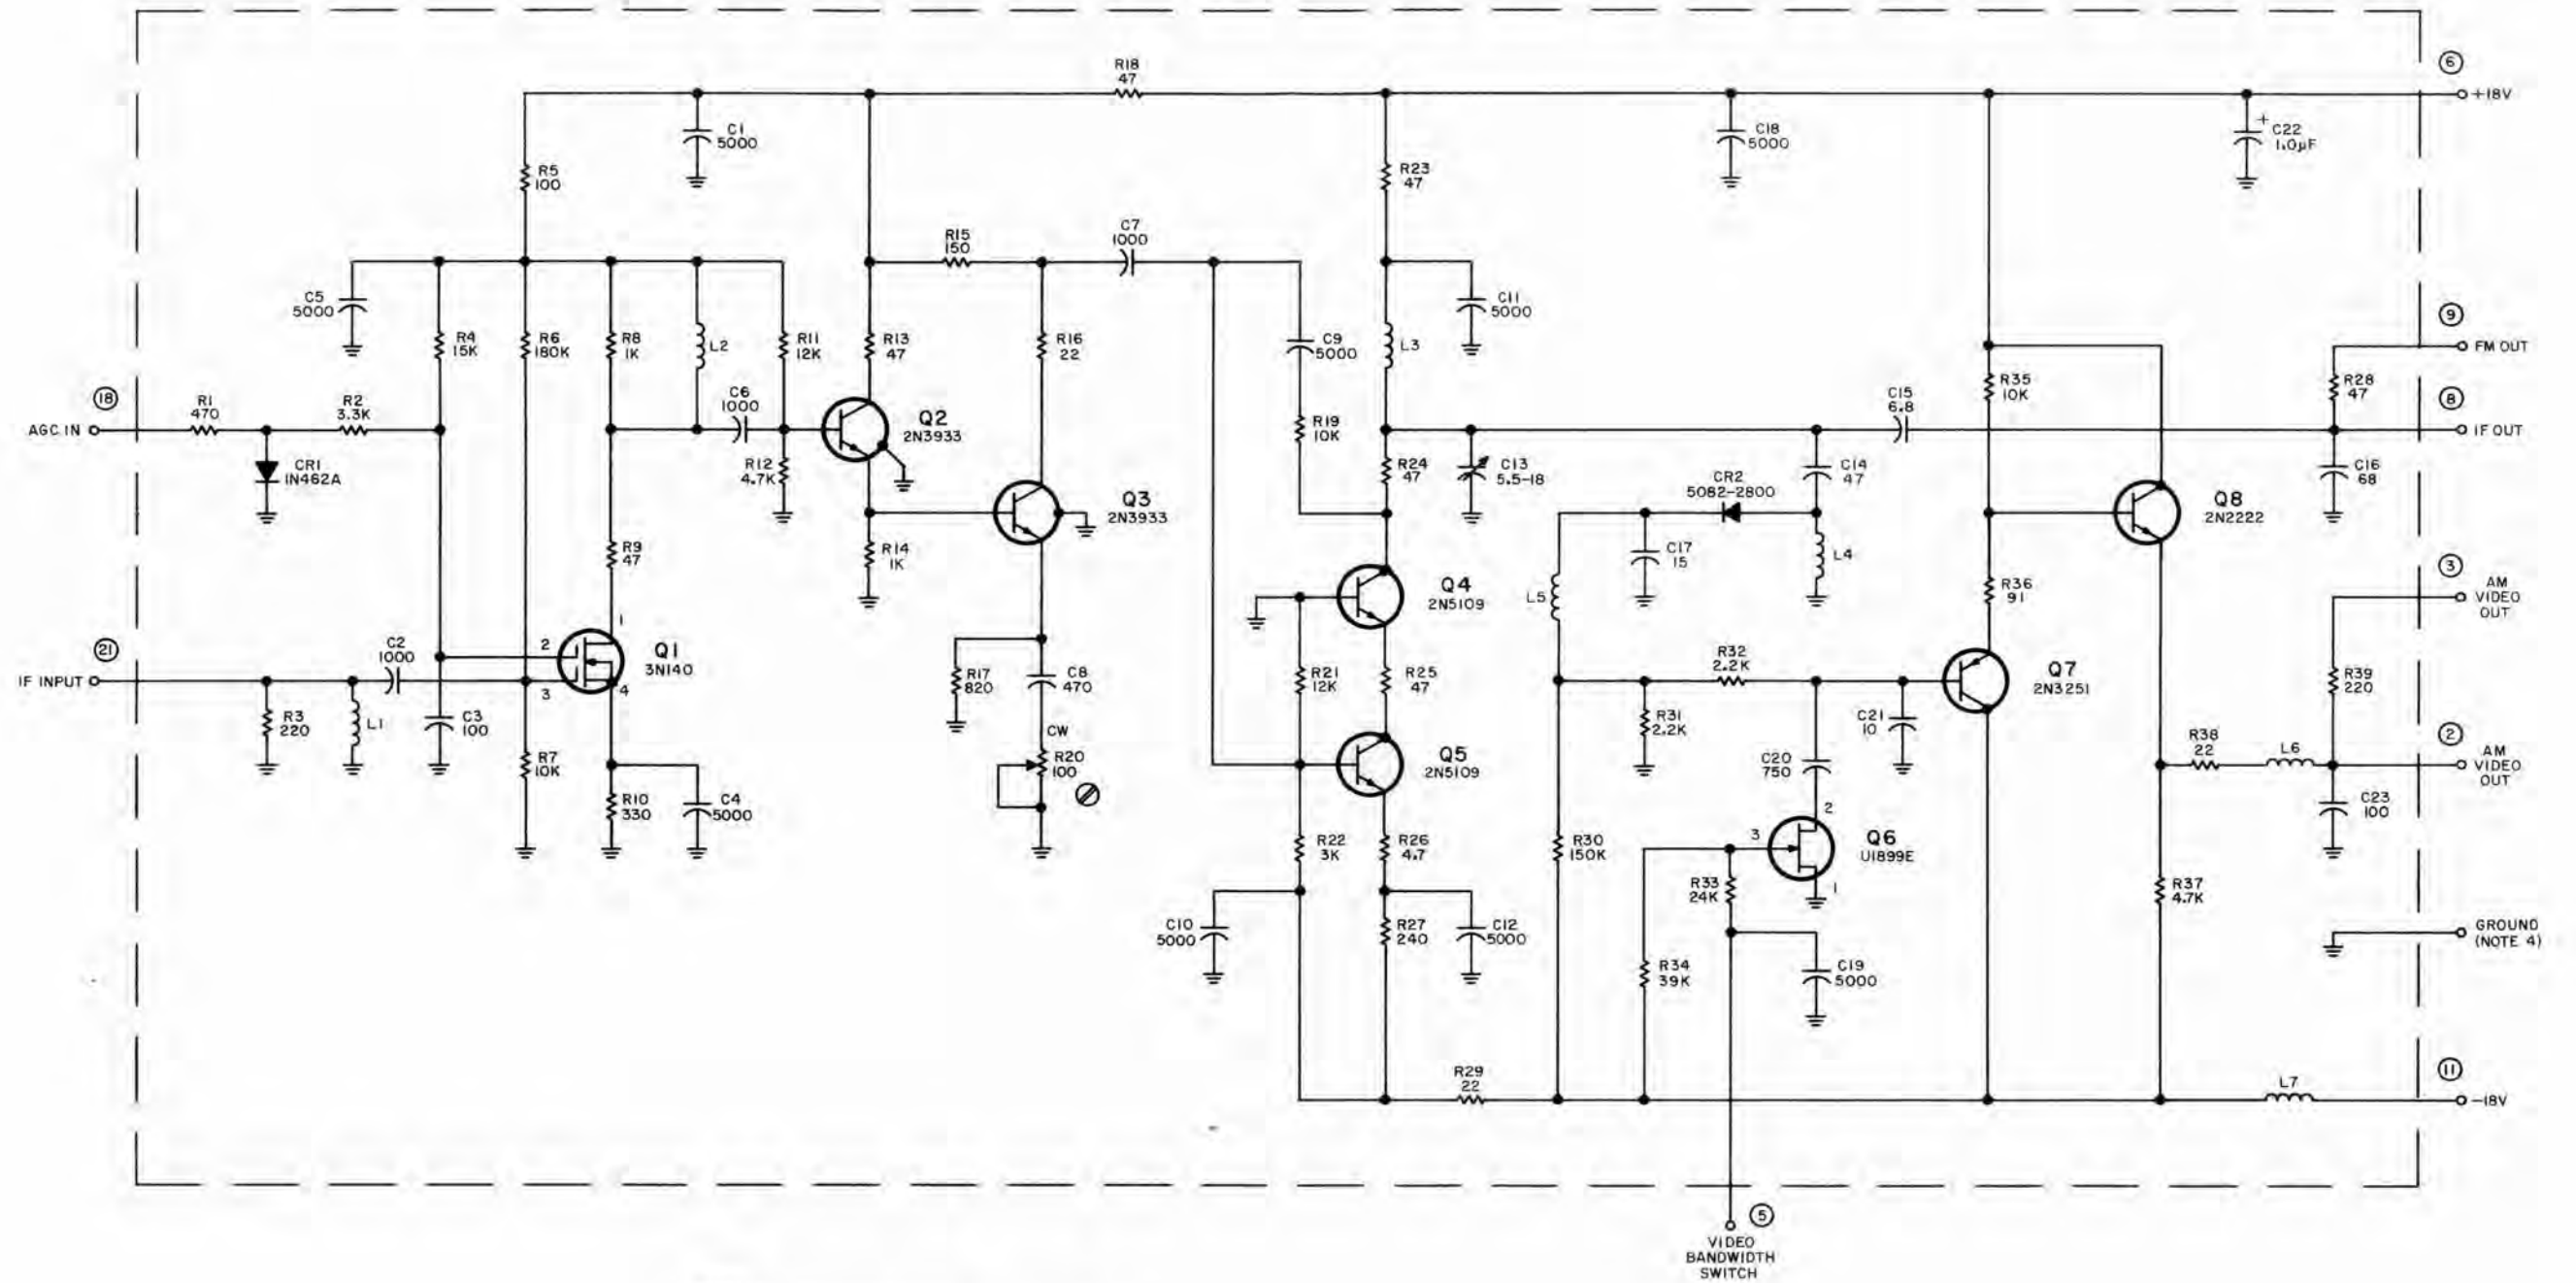 R18
47
6
+18V
C1
5000
C18
5000
+
C22
1.0µF
R5
100
R23
47
R15
150
C7
1000
C5
5000
C11
5000
9
FM OUT
R4
15K
R6
180K
R8
1K
L2
R11
12K
R13
47
R16
22
C9
5000
L3
R35
10K
R28
47
18
AGC IN
R1
470
R2
3.3K
C6
1000
Q2
2N3933
R19
10K
C15
6.8
8
IF OUT
CR1
IN462A
R12
4.7K
R24
47
C13
5.5-18
CR2
5082-2800
C14
47
C16
68
Q3
2N3933
Q8
2N2222
R9
47
R14
1K
C17
15
L4
Q4
2N5109
L5
R36
91
3
AM
VIDEO
OUT
1
2
3
4
Q1
3N140
21
IF INPUT
C2
1000
R3
220
L1
C3
100
R17
820
C8
470
R21
12K
R25
47
R32
2.2K
Q7
2N3251
R39
220
R31
2.2K
C21
10
R7
10K
CW
R20
100
Q5
2N5109
C20
750
R38
22
L6
2
AM
VIDEO
OUT
R10
330
C4
5000
C23
100
R22
3K
R26
4.7
R30
150K
3
2
1
Q6
U1899E
R33
24K
R37
4.7K
C10
5000
R27
240
C12
5000
GROUND
(NOTE 4)
R34
39K
C19
5000
R29
22
L7
11
-18V
5
VIDEO
BANDWIDTH
SWITCH